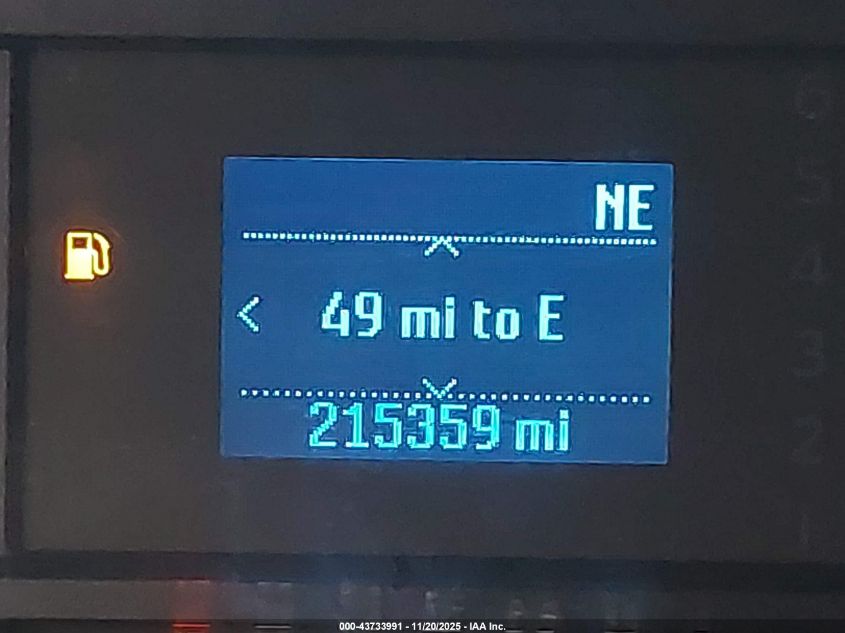 NE
49 mi to E
215359 mi
000-43733991 - 11/20/2025 - IAA Inc.